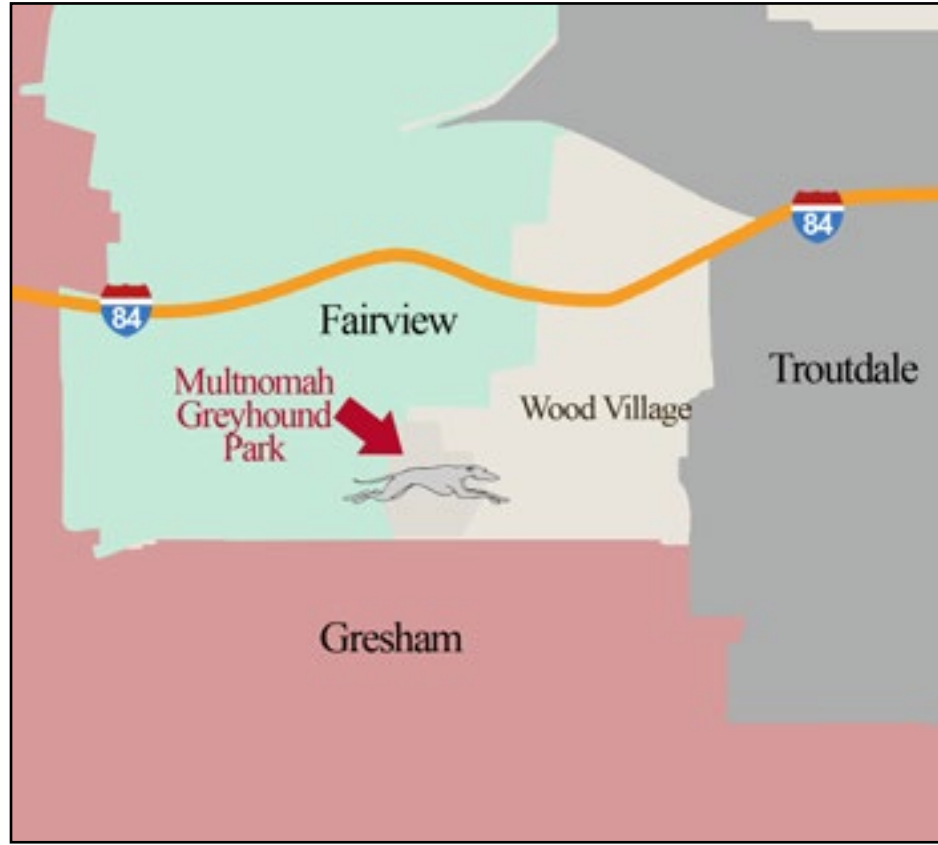 84
84
Fairview
Troutdale
Multnomah
Greyhound
Park
Wood Village
Gresham